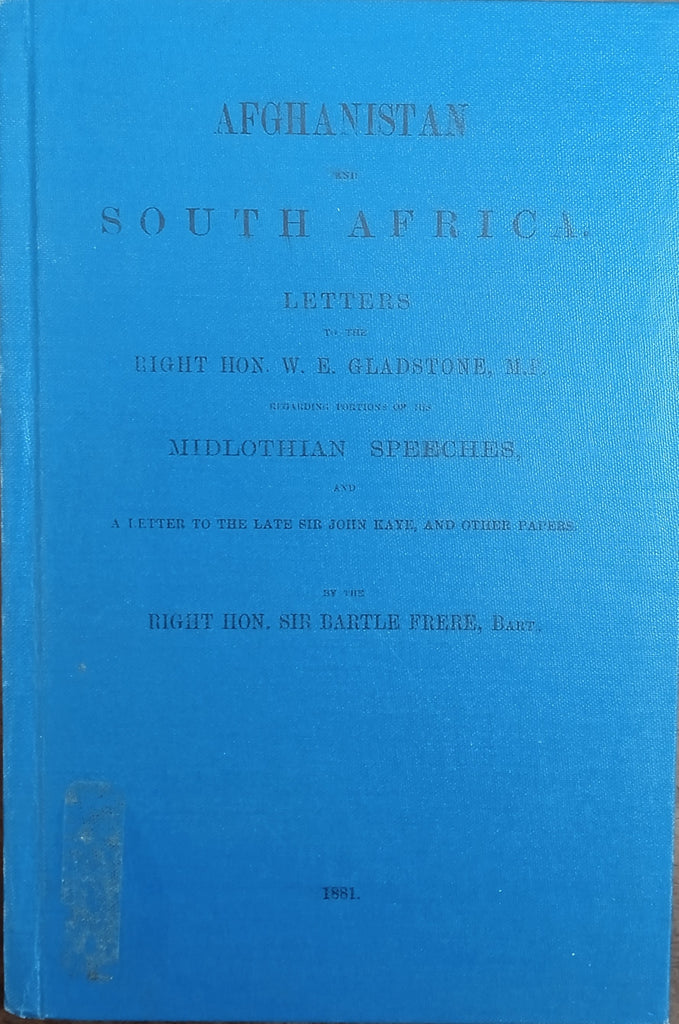 AFGHANISTAN
AND
SOUTH AFRICA.
LETTERS
TO THE
RIGHT HON. W. E. GLADSTONE, M.P.
REGARDING PORTIONS OF HIS
MIDLOTHIAN SPEECHES,
AND
A LETTER TO THE LATE SIR JOHN KAYE, AND OTHER PAPERS.
BY THE
RIGHT HON. SIR BARTLE FRERE, BART.
1881.